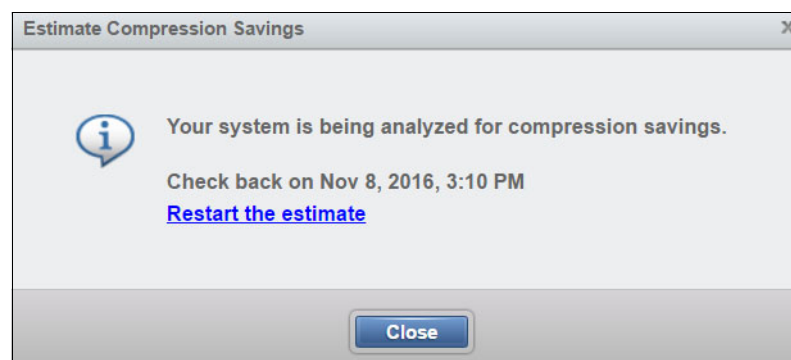 Estimate Compression Savings
Your system is being analyzed for compression savings.
Check back on Nov 8, 2016, 3:10 PM
Restart the estimate
Close